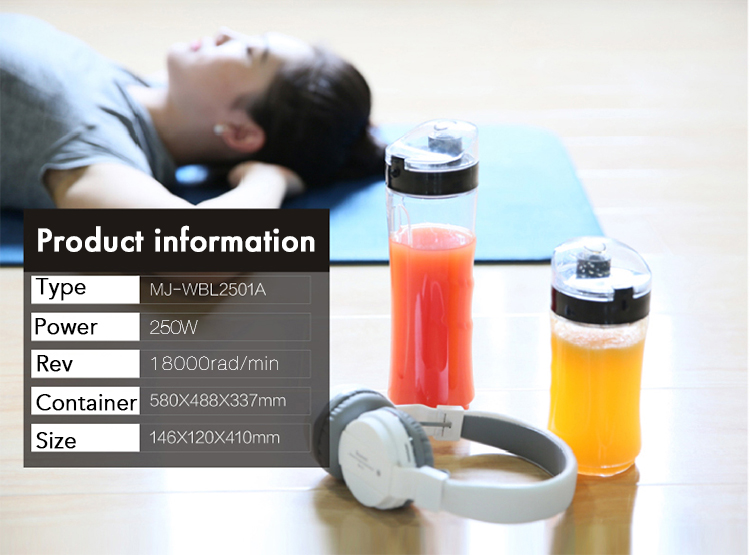 Product information
Type MJ-WBL2501A
Power 250W
Rev 18000rad/min
Container 580X488X337mm
Size 146X120X410mm